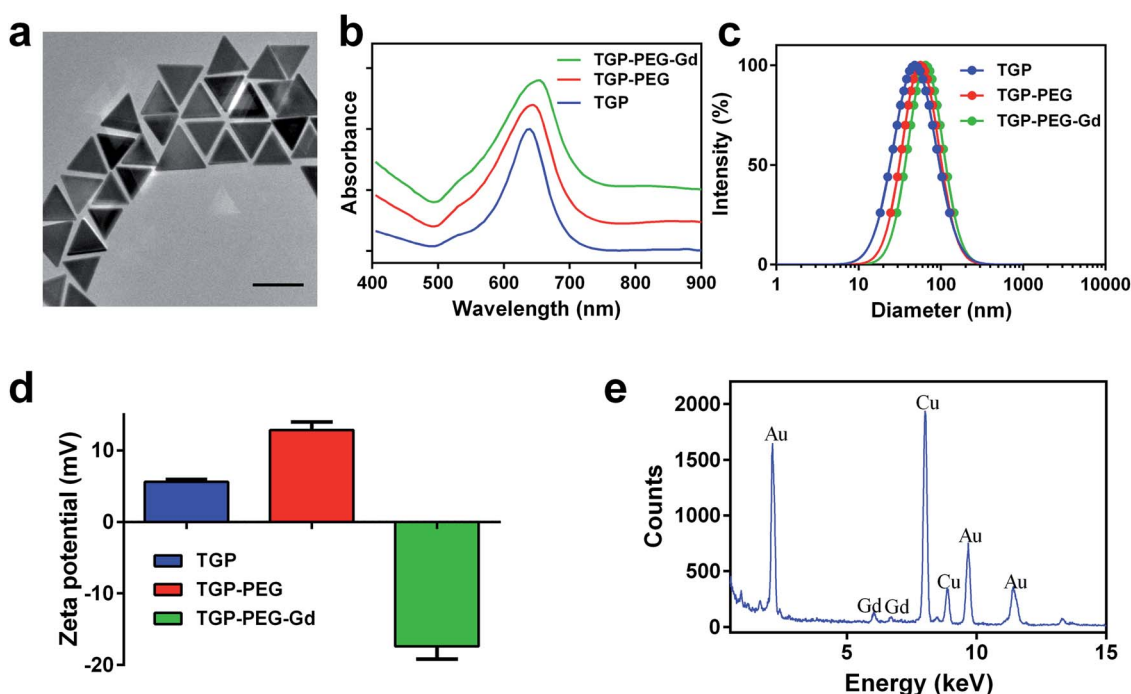 a
b
TGP-PEG-Gd
TGP-PEG
TGP
Absorbance
400 500 600 700 800 900
Wavelength (nm)
c
100
50
0
Intensity (%)
TGP
TGP-PEG
TGP-PEG-Gd
1 10 100 1000 10000
Diameter (nm)
d
10
0
-10
-20
Zeta potential (mV)
TGP
TGP-PEG
TGP-PEG-Gd
e
2000
1500
1000
500
0
Counts
Au
Gd
Gd
Cu
Cu
Au
Au
5 10 15
Energy (keV)